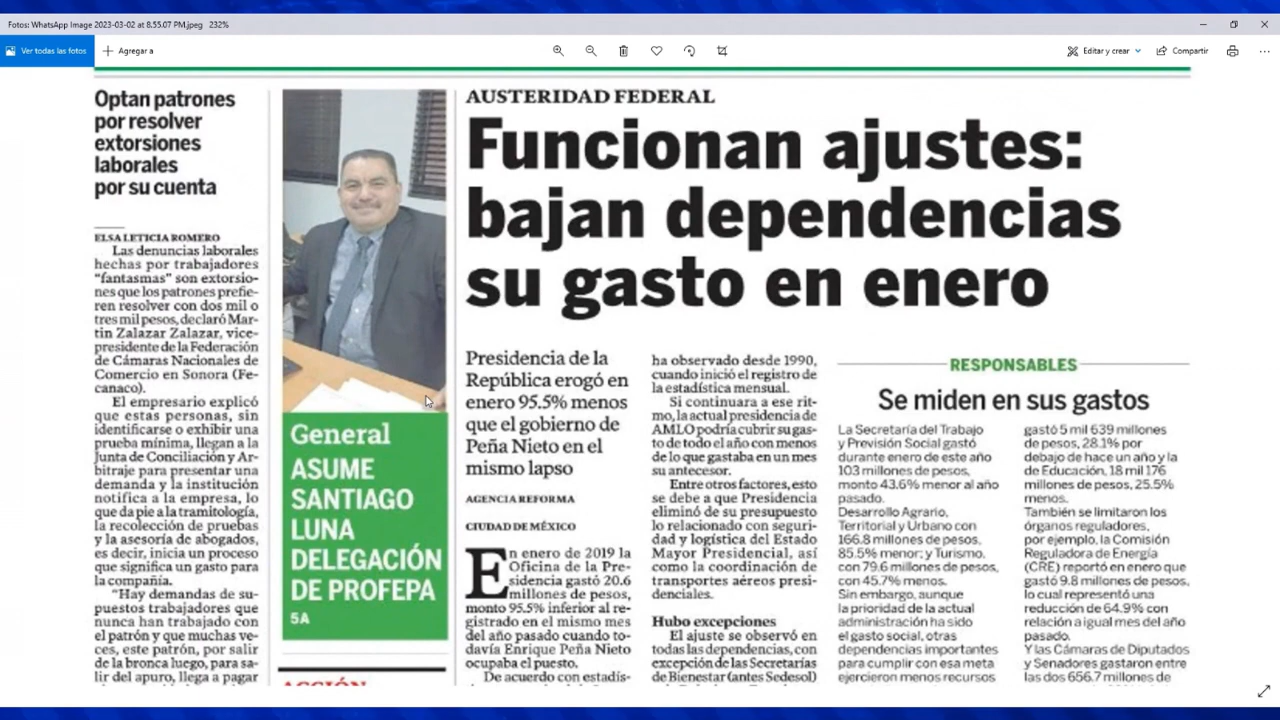 Fotos: WhatsApp Image 2023-03-02 at 8.55.07 PM.jpeg 232%
Ver todas las fotos
Agregar a
Editar y crear
Compartir
Optan patrones
por resolver
extorsiones
laborales
por su cuenta
ELSA LETICIA ROMERO
Las denuncias laborales
hechas por trabajadores
"fantasmas" son extorsio-
nes que los patrones prefie-
ren resolver con dos mil o
tres mil pesos, declaró Mar-
tin Zalazar Zalazar, vice-
presidente de la Federación
de Cámaras Nacionales de
Comercio en Sonora (Fe-
canaco).
El empresario explicó
que estas personas, sin
identificarse o exhibir una
prueba mínima, llegan a la
Junta de Conciliación y Ar-
bitraje para presentar una
demanda y la institución
notifica a la empresa, lo
que da pie a la tramitología,
la recolección de pruebas
y la asesoría de abogados,
es decir, inicia un proceso
que significa un gasto para
la compañía.
"Hay demandas de su-
puestos trabajadores que
nunca han trabajado con
el patrón y que muchas ve-
ces, este patrón, por salir
de la bronca luego, para sa-
lir del apuro, llega a pagar
General
ASUME
SANTIAGO
LUNA
DELEGACIÓN
DE PROFEPA
5A
ACCIÓN
AUSTERIDAD FEDERAL
Funcionan ajustes:
bajan dependencias
su gasto en enero
Presidencia de la
República erogó en
enero 95.5% menos
que el gobierno de
Peña Nieto en el
mismo lapso
AGENCIA REFORMA
CIUDAD DE MÉXICO
En enero de 2019 la
Oficina de la Pre-
sidencia gastó 20.6
millones de pesos,
monto 95.5% inferior al re-
gistrado en el mismo mes
del año pasado cuando to-
davía Enrique Peña Nieto
ocupaba el puesto.
De acuerdo con estadís-
ha observado desde 1990,
cuando inició el registro de
la estadística mensual.
Si continuara a ese rit-
mo, la actual presidencia de
AMLO podría cubrir su gas-
to de todo el año con menos
de lo que gastaba en un mes
su antecesor.
Entre otros factores, esto
se debe a que Presidencia
eliminó de su presupuesto
lo relacionado con seguri-
dad y logística del Estado
Mayor Presidencial, así
como la coordinación de
transportes aéreos presi-
denciales.
Hubo excepciones
El ajuste se observó en
todas las dependencias, con
excepción de las Secretarías
de Bienestar (antes Sedesol)
RESPONSABLES
Se miden en sus gastos
La Secretaría del Trabajo
y Previsión Social gastó
durante enero de este año
103 millones de pesos,
monto 43.6% menor al año
pasado.
Desarrollo Agrario,
Territorial y Urbano con
166.8 millones de pesos,
85.5% menor; y Turismo,
con 79.6 millones de pesos,
con 45.7% menos.
Sin embargo, aunque
la prioridad de la actual
administración ha sido
el gasto social, otras
dependencias importantes
para cumplir con esa meta
ejercieron menos recursos
gastó 5 mil 639 millones
de pesos, 28.1% por
debajo de hace un año y la
de Educación, 18 mil 176
millones de pesos, 25.5%
menos.
También se limitaron los
órganos reguladores,
por ejemplo, la Comisión
Reguladora de Energía
(CRE) reportó en enero que
gastó 9.8 millones de pesos,
lo cual representó una
reducción de 64.9% con
relación a igual mes del año
pasado.
Y las Cámaras de Diputados
y Senadores gastaron entre
las dos 656.7 millones de